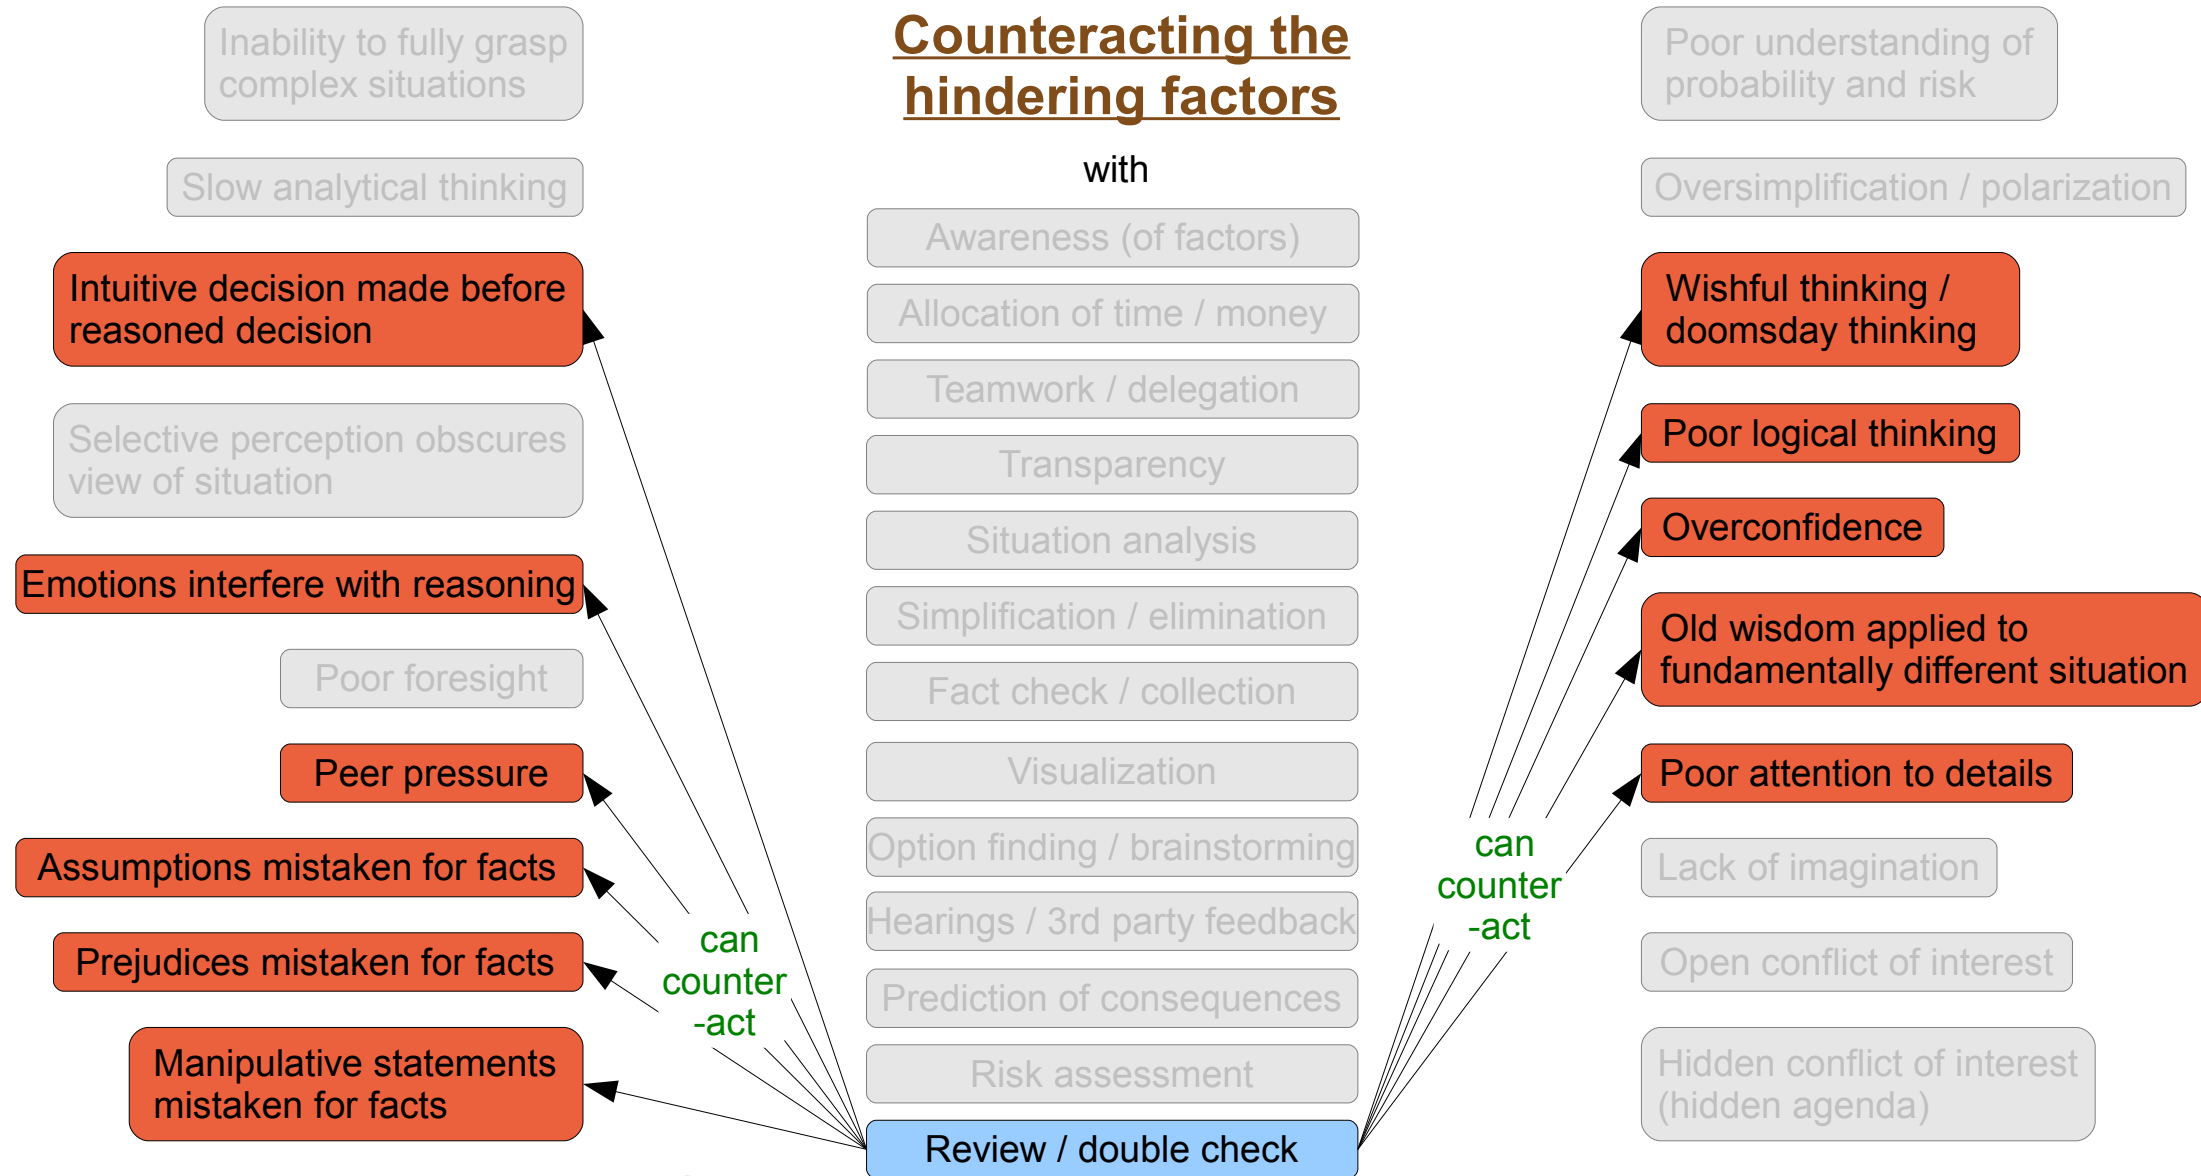 Counteracting the
hindering factors
with
Inability to fully grasp
complex situations
Slow analytical thinking
Intuitive decision made before
reasoned decision
Selective perception obscures
view of situation
Emotions interfere with reasoning
Poor foresight
Peer pressure
Assumptions mistaken for facts
Prejudices mistaken for facts
Manipulative statements
mistaken for facts
can
counter
-act
Awareness (of factors)
Allocation of time / money
Teamwork / delegation
Transparency
Situation analysis
Simplification / elimination
Fact check / collection
Visualization
Option finding / brainstorming
Hearings / 3rd party feedback
Prediction of consequences
Risk assessment
Review / double check
can
counter
-act
Poor understanding of
probability and risk
Oversimplification / polarization
Wishful thinking /
doomsday thinking
Poor logical thinking
Overconfidence
Old wisdom applied to
fundamentally different situation
Poor attention to details
Lack of imagination
Open conflict of interest
Hidden conflict of interest
(hidden agenda)